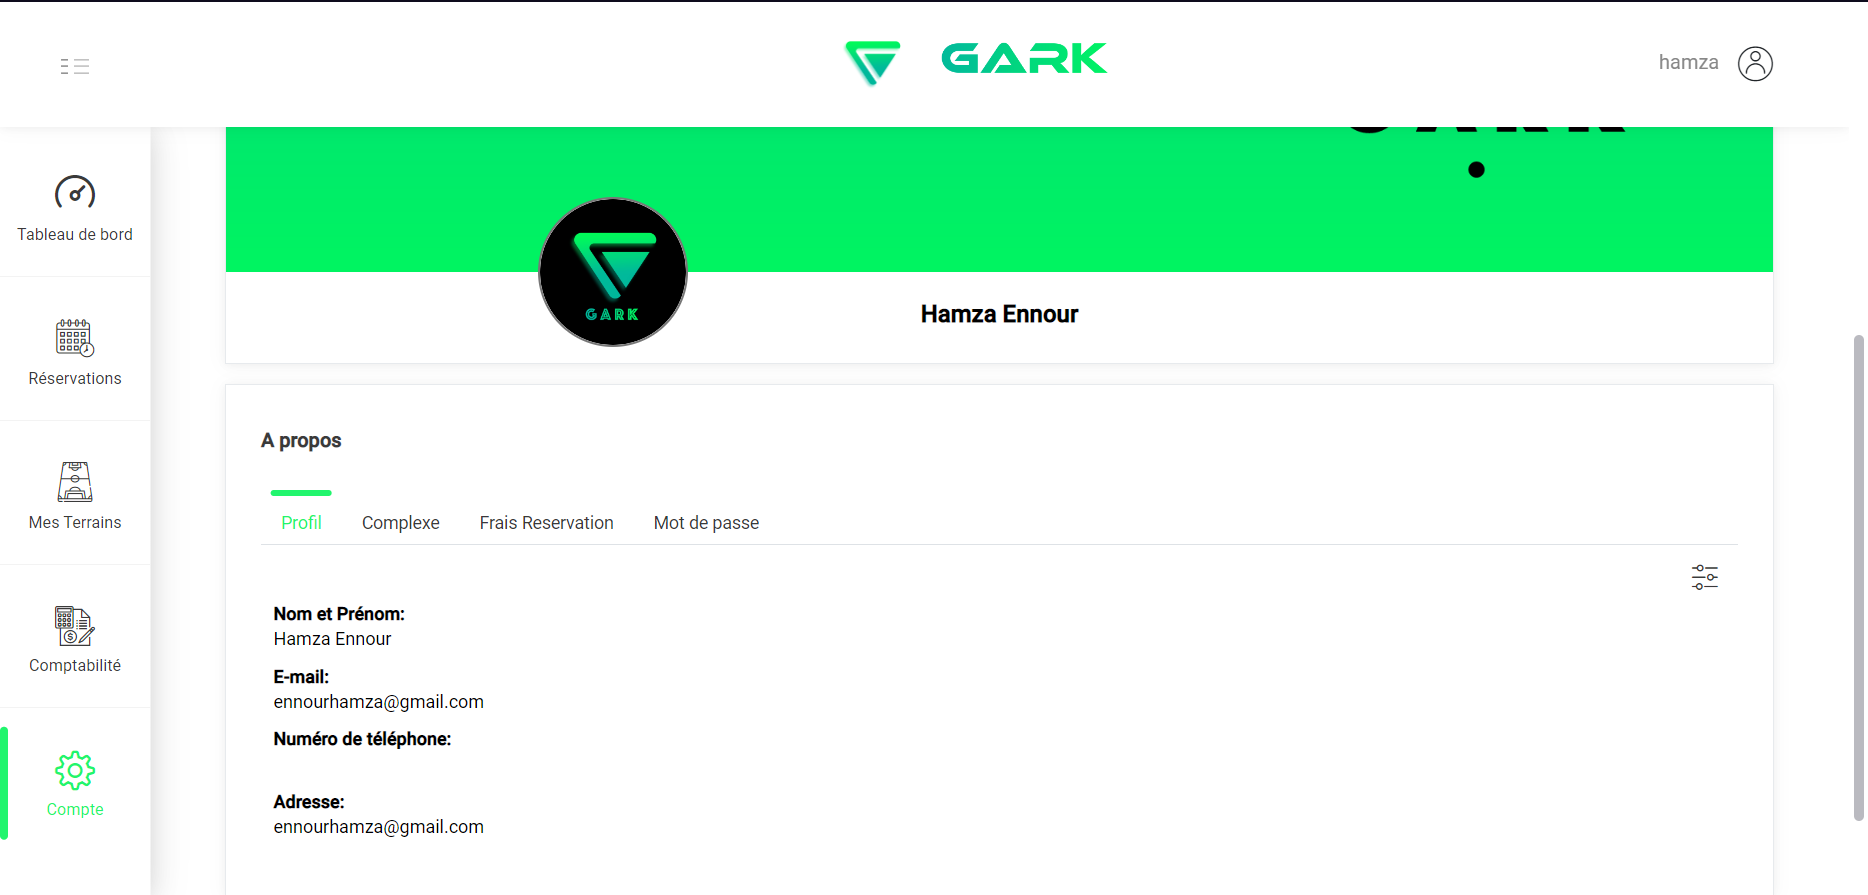 GARK
hamza
Tableau de bord
Réservations
Mes Terrains
Comptabilité
Compte
GARK
Hamza Ennour
A propos
Profil
Complexe
Frais Reservation
Mot de passe
Nom et Prénom:
Hamza Ennour
E-mail:
ennourhamza@gmail.com
Numéro de téléphone:
Adresse:
ennourhamza@gmail.com